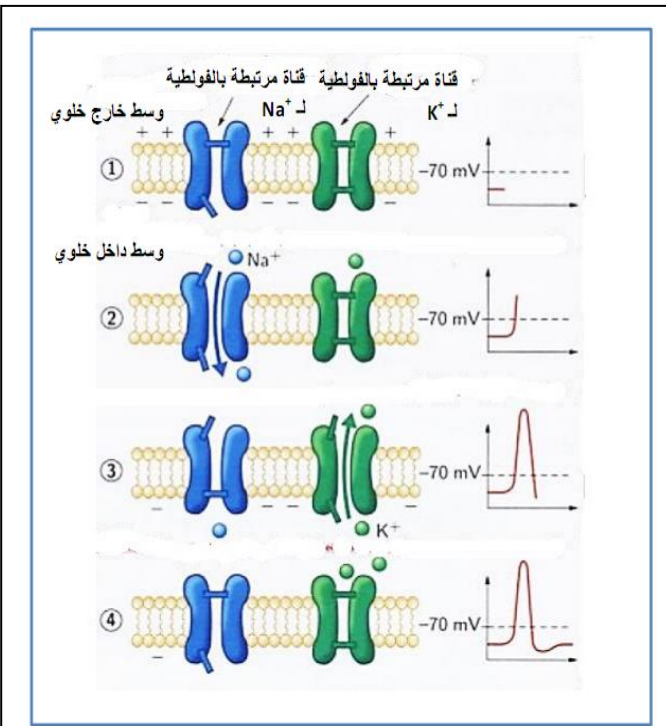 قناة مرتبطة بالفولطية لـ Na⁺
قناة مرتبطة بالفولطية لـ K⁺
وسط خارج خلوي
+ + + + +
①
-70 mV
– – – – –
وسط داخل خلوي
Na⁺
②
-70 mV
③
-70 mV
– – – –
K⁺
④
-70 mV
–